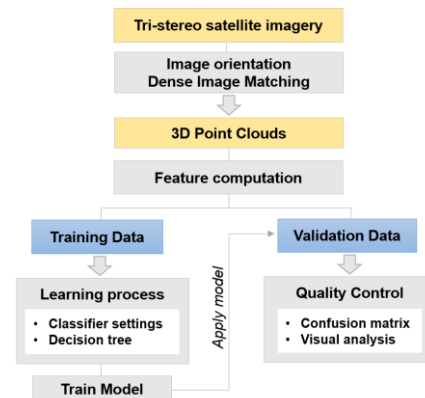 Tri-stereo satellite imagery
Image orientation
Dense Image Matching
3D Point Clouds
Feature computation
Training Data
Validation Data
Learning process
• Classifier settings
• Decision tree
Apply model
Quality Control
• Confusion matrix
• Visual analysis
Train Model